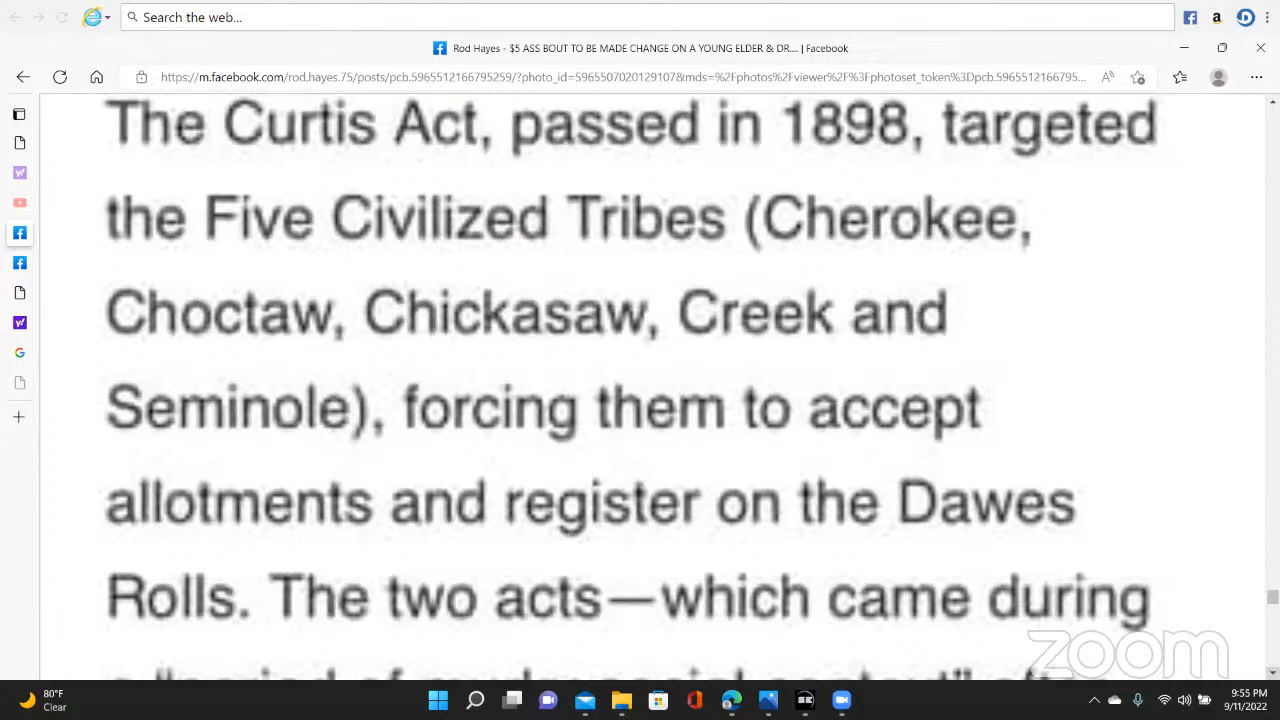 Search the web...
Rod Hayes - $5 ASS BOUT TO BE MADE CHANGE ON A YOUNG ELDER & DR.... | Facebook
https://m.facebook.com/rod.hayes.75/posts/pcb.5965512166795259/?photo_id=5965507020129107&mds=%2Fphotos%2Fviewer%2F%3Fphotoset_token%3Dpcb.5965512166795...
The Curtis Act, passed in 1898, targeted
the Five Civilized Tribes (Cherokee,
Choctaw, Chickasaw, Creek and
Seminole), forcing them to accept
allotments and register on the Dawes
Rolls. The two acts—which came during
zoom
80°F
Clear
9:55 PM
9/11/2022